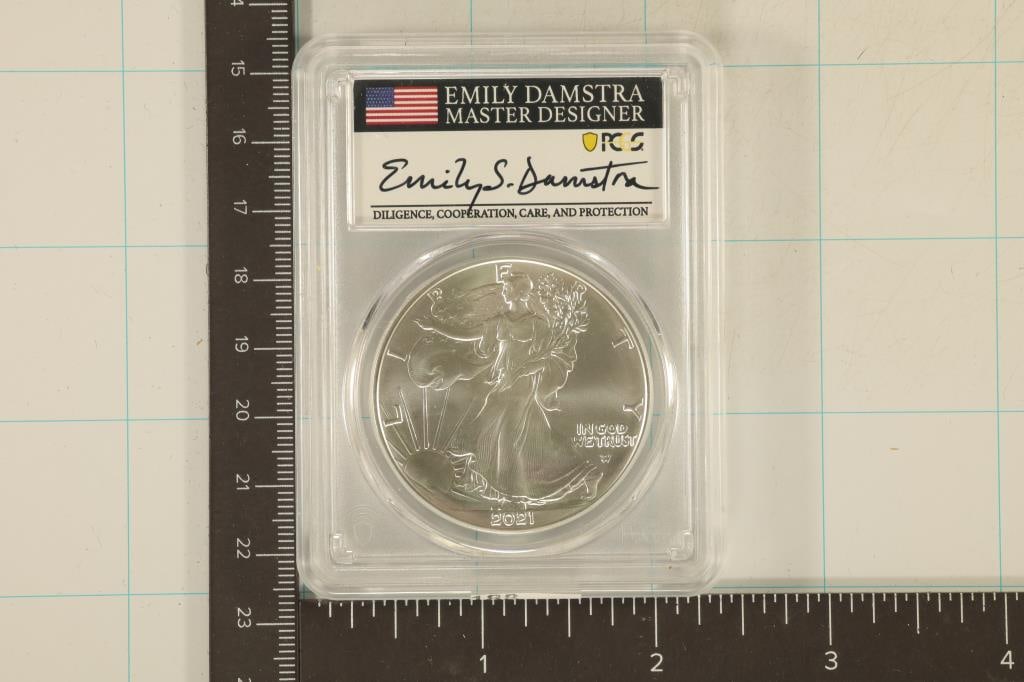 EMILY DAMSTRA
MASTER DESIGNER
PCGS
Emily S. Damstra
DILIGENCE, COOPERATION, CARE, AND PROTECTION
LIBERTY
IN GOD
WE TRUST
W
2021
15
16
17
18
19
20
21
22
23
1
2
3
4